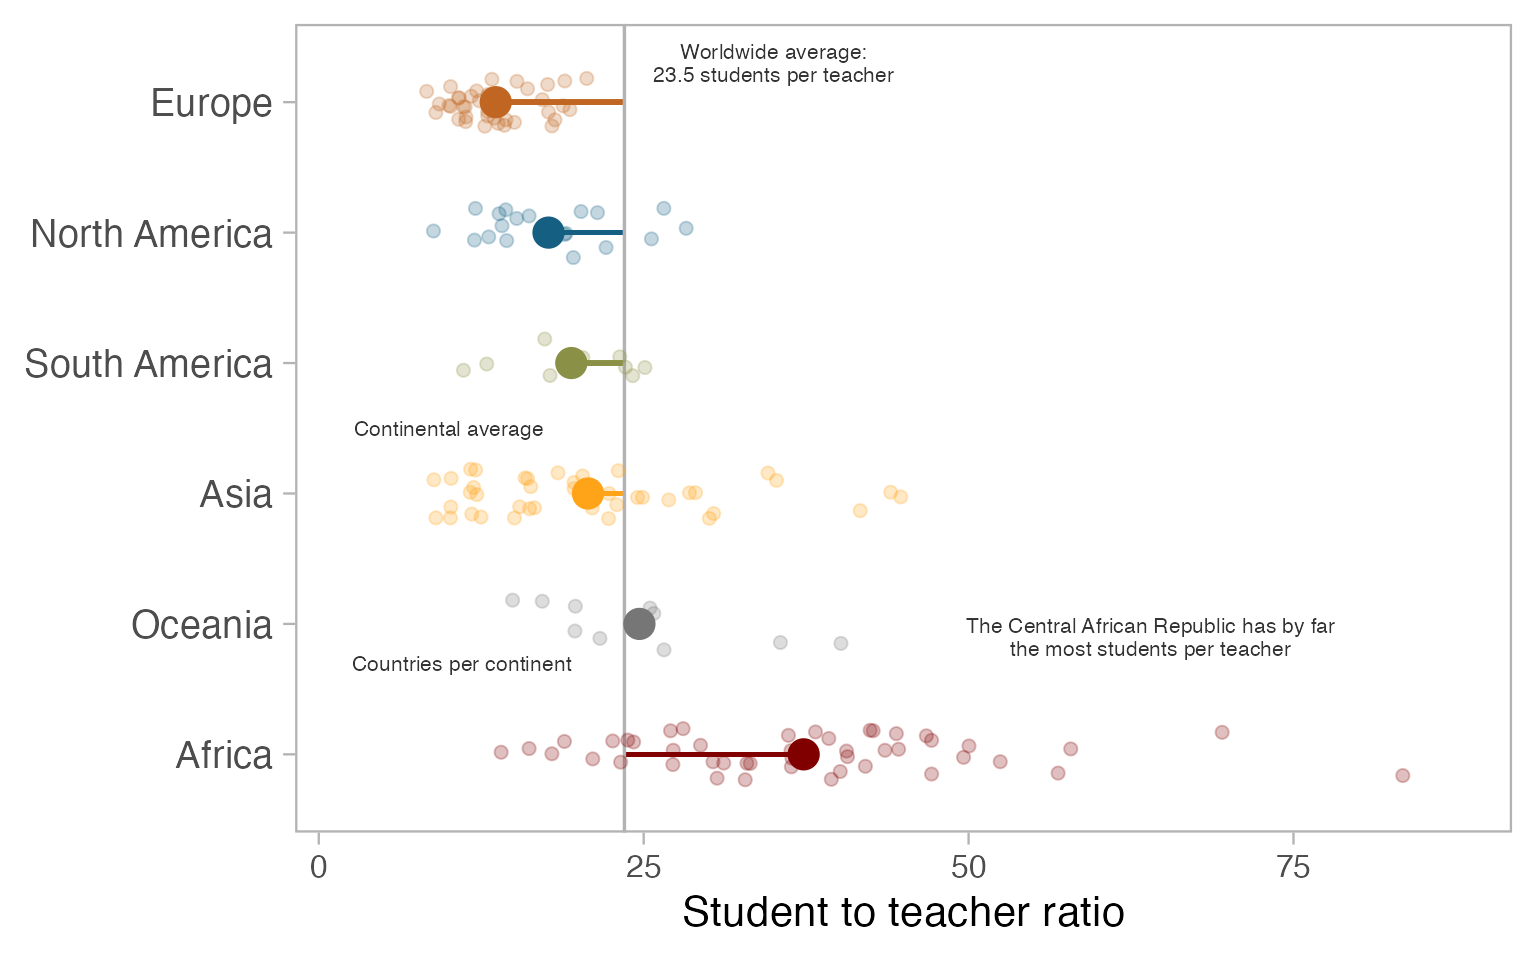 Worldwide average:
23.5 students per teacher
Europe
North America
South America
Continental average
Asia
Oceania
The Central African Republic has by far
the most students per teacher
Countries per continent
Africa
0 25 50 75
Student to teacher ratio